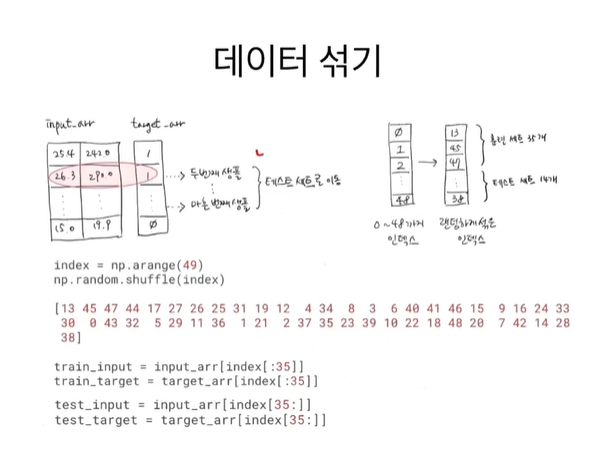 데이터 섞기
input_arr target_arr
25.4 242.0 1
26.3 290.0 1
15.0 19.9 0
두번째 샘플
마흔 번째 샘플
테스트 세트로 이동
0 13
1 45
2 47
48 38
훈련 세트 35개
테스트 세트 14개
0~48까지 인덱스
랜덤하게 섞은 인덱스
index = np.arange(49)
np.random.shuffle(index)
[13 45 47 44 17 27 26 25 31 19 12 4 34 8 3 6 40 41 46 15 9 16 24 33
30 0 43 32 5 29 11 36 1 21 2 37 35 23 39 10 22 18 48 20 7 42 14 28
38]
train_input = input_arr[index[:35]]
train_target = target_arr[index[:35]]
test_input = input_arr[index[35:]]
test_target = target_arr[index[35:]]